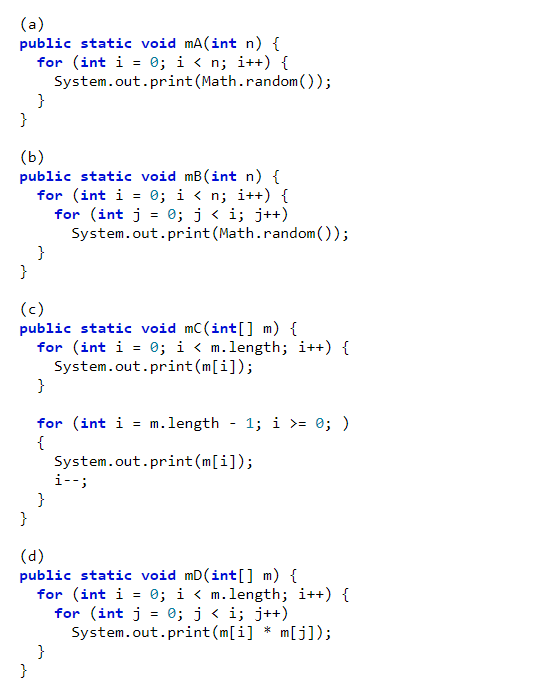 (a)
public static void mA(int n) {
  for (int i = 0; i < n; i++) {
    System.out.print(Math.random());
  }
}

(b)
public static void mB(int n) {
  for (int i = 0; i < n; i++) {
    for (int j = 0; j < i; j++)
      System.out.print(Math.random());
  }
}

(c)
public static void mC(int[] m) {
  for (int i = 0; i < m.length; i++) {
    System.out.print(m[i]);
  }

  for (int i = m.length - 1; i >= 0; )
  {
    System.out.print(m[i]);
    i--;
  }
}

(d)
public static void mD(int[] m) {
  for (int i = 0; i < m.length; i++) {
    for (int j = 0; j < i; j++)
      System.out.print(m[i] * m[j]);
  }
}